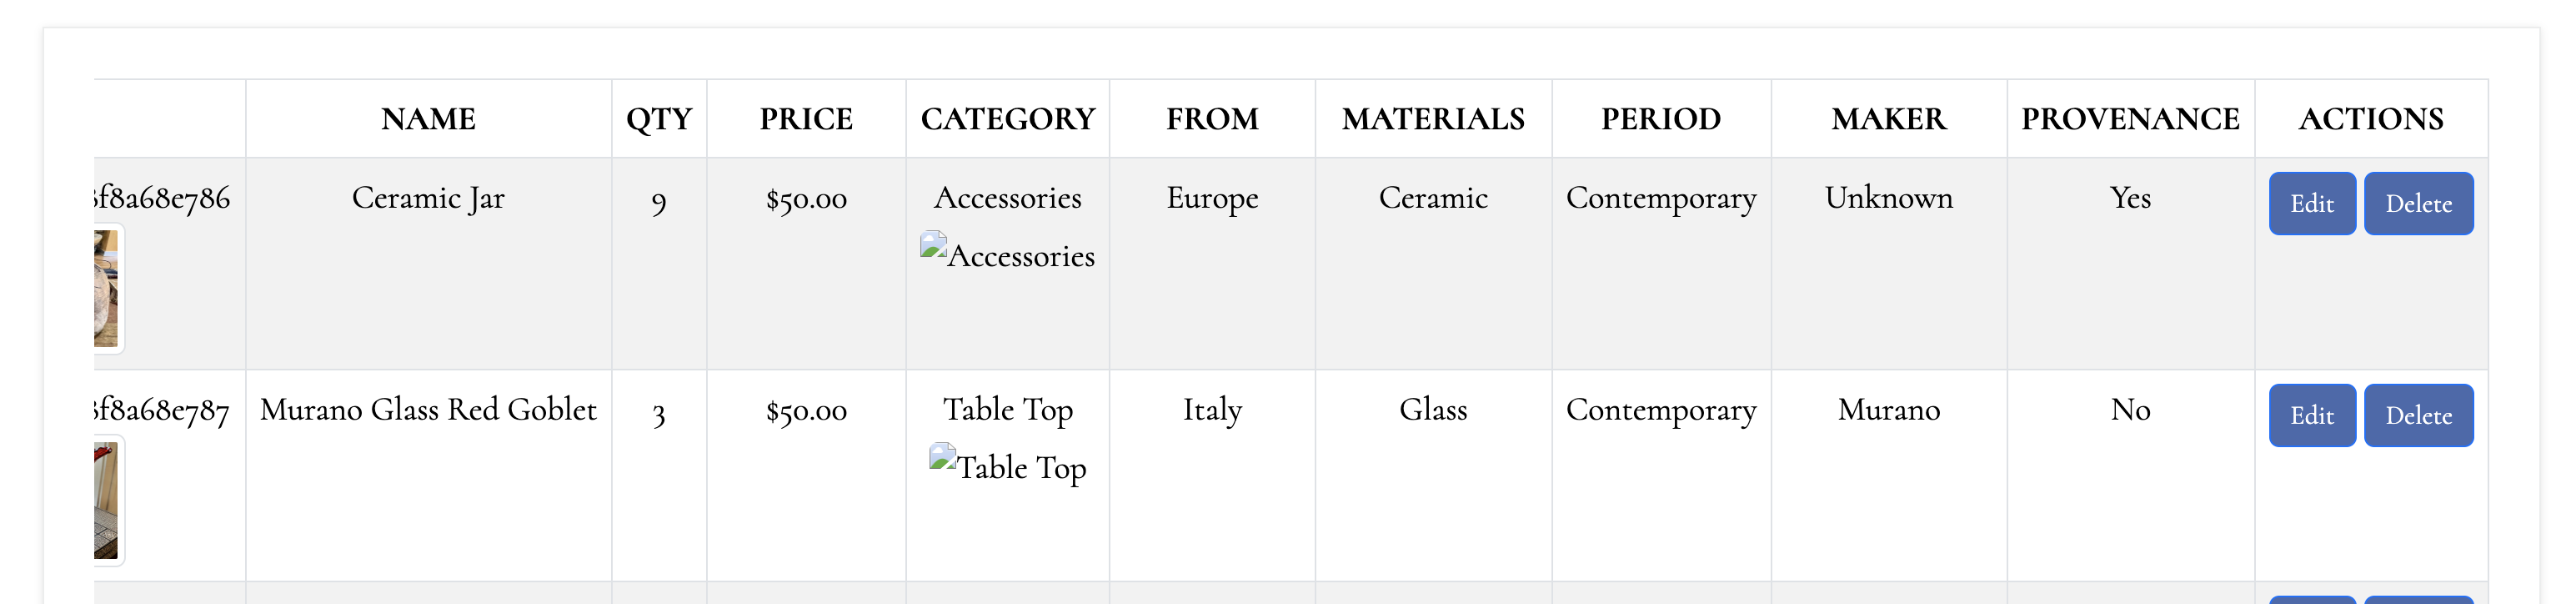 NAME QTY PRICE CATEGORY FROM MATERIALS PERIOD MAKER PROVENANCE ACTIONS
f8a68e786 Ceramic Jar 9 $50.00 Accessories Europe Ceramic Contemporary Unknown Yes Edit Delete
Accessories
f8a68e787 Murano Glass Red Goblet 3 $50.00 Table Top Italy Glass Contemporary Murano No Edit Delete
Table Top